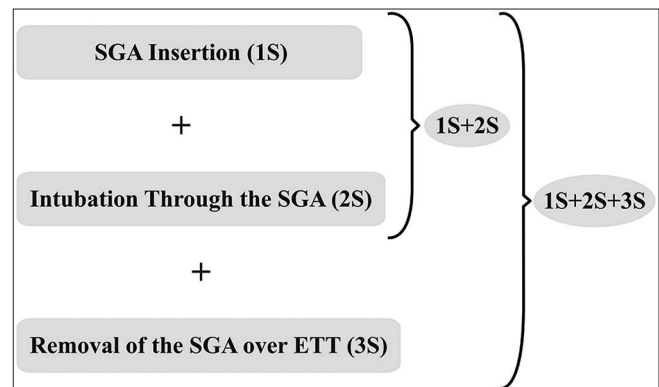 SGA Insertion (1S)
+
1S+2S
Intubation Through the SGA (2S)
1S+2S+3S
+
Removal of the SGA over ETT (3S)